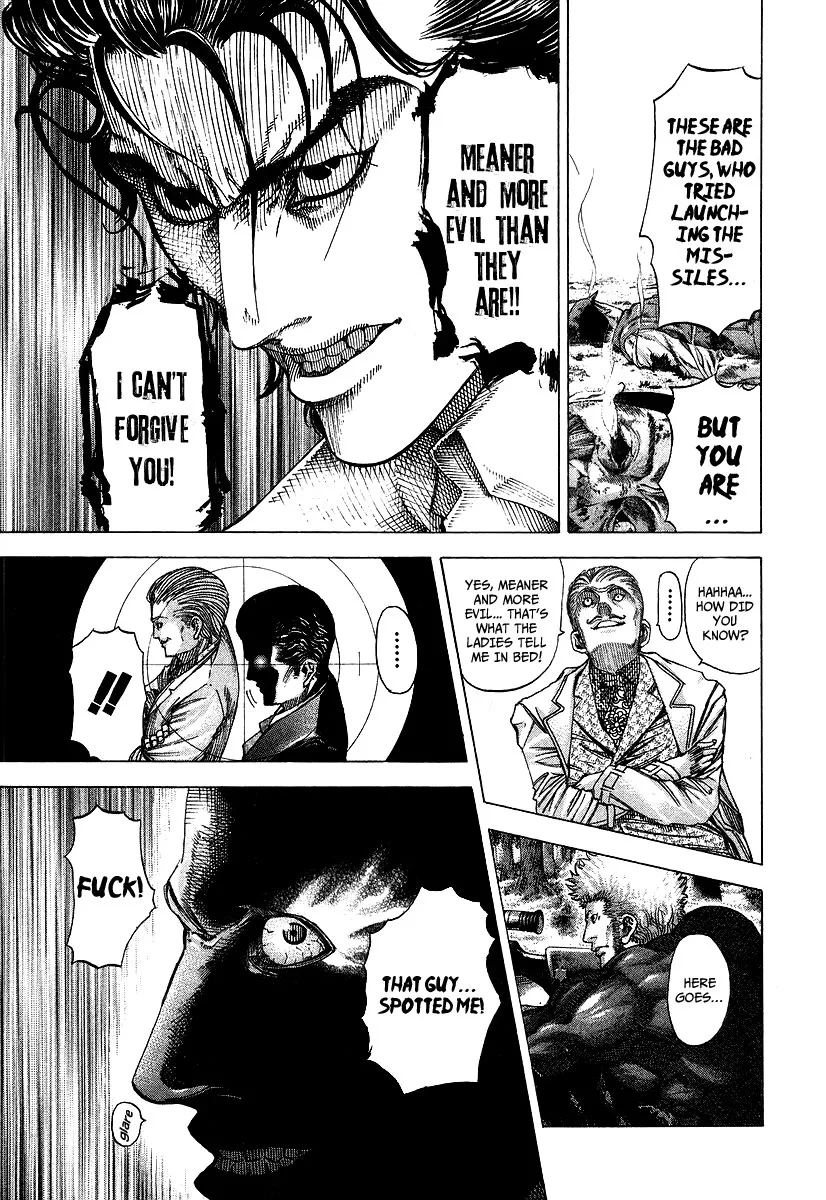 THESE ARE
THE BAD
GUYS, WHO
TRIED
LAUNCH-
ING THE
MIS-
SILES...
BUT
YOU
ARE
...
MEANER
AND MORE
EVIL THAN
THEY
ARE!!
I CAN'T
FORGIVE
YOU!
HAHHAA...
HOW DID
YOU
KNOW?
......
YES, MEANER
AND MORE
EVIL... THAT'S
WHAT THE
LADIES TELL
ME IN BED!
......
!!
HERE
GOES...
THAT GUY...
SPOTTED ME!
FUCK!
glare